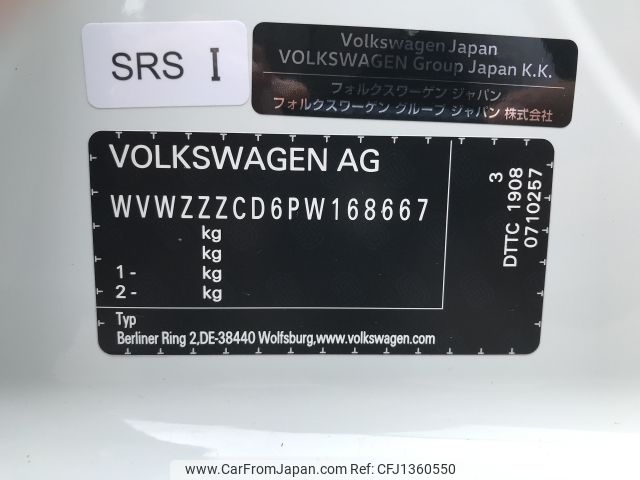 SRS I
Volkswagen Japan
VOLKSWAGEN Group Japan K.K.
フォルクスワーゲン ジャパン
フォルクスワーゲン グループ ジャパン 株式会社
VOLKSWAGEN AG
WVWZZZCD6PW168667
kg
kg
1- kg
2- kg
Typ
Berliner Ring 2,DE-38440 Wolfsburg,www.volkswagen.com
3
DTTC 1908
0710257
www.CarFromJapan.com - CFJ1360550